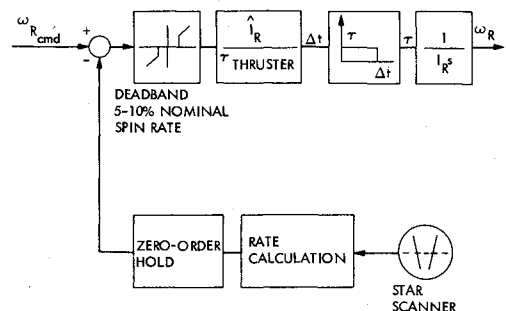 ω_R_cmd
+
-
DEADBAND
5-10% NOMINAL
SPIN RATE
Î_R
τ THRUSTER
Δt
τ
Δt
τ
1
I_R s
ω_R
ZERO-ORDER
HOLD
RATE
CALCULATION
STAR
SCANNER